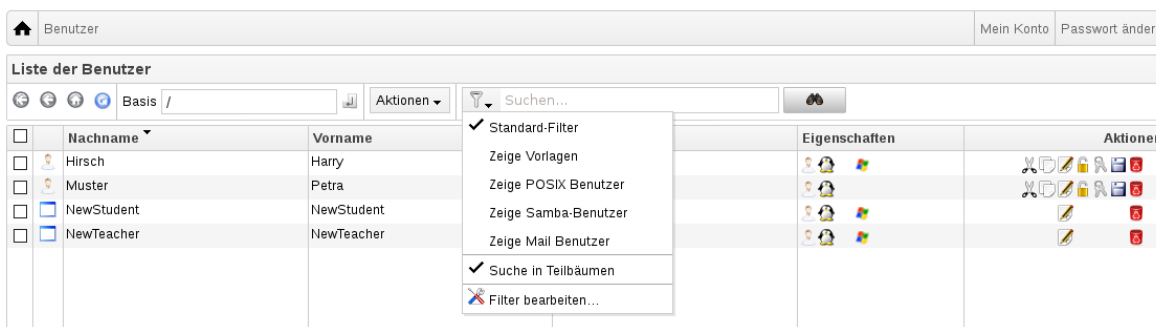 Benutzer Mein Konto Passwort änder
Liste der Benutzer
Basis / Aktionen Suchen...
Nachname Vorname Eigenschaften Aktionen
Standard-Filter
Hirsch Harry
Zeige Vorlagen
Muster Petra
Zeige POSIX Benutzer
NewStudent NewStudent
Zeige Samba-Benutzer
NewTeacher NewTeacher
Zeige Mail Benutzer
Suche in Teilbäumen
Filter bearbeiten...